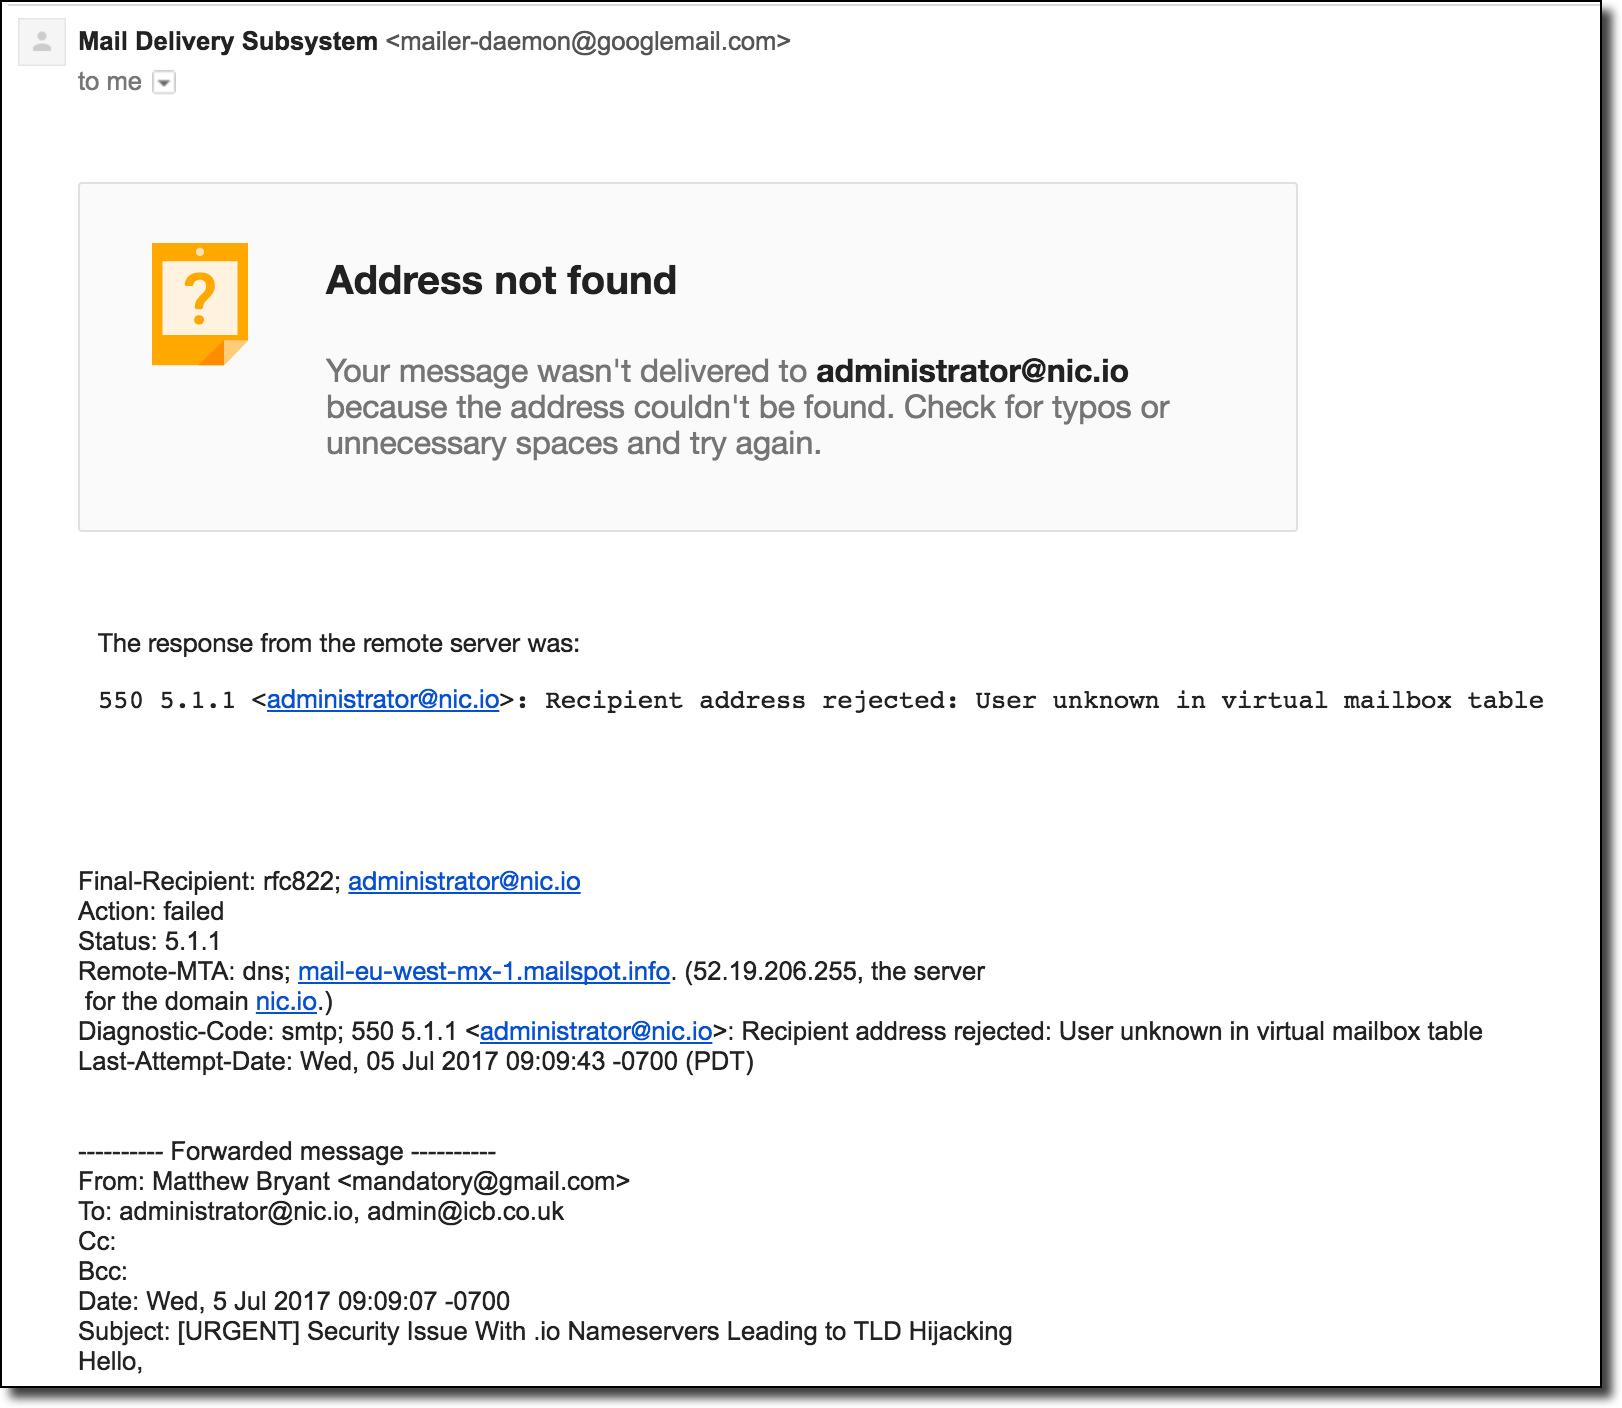 Mail Delivery Subsystem <mailer-daemon@googlemail.com>
to me
?
Address not found
Your message wasn't delivered to administrator@nic.io
because the address couldn't be found. Check for typos or
unnecessary spaces and try again.
The response from the remote server was:
550 5.1.1 <administrator@nic.io>: Recipient address rejected: User unknown in virtual mailbox table
Final-Recipient: rfc822; administrator@nic.io
Action: failed
Status: 5.1.1
Remote-MTA: dns; mail-eu-west-mx-1.mailspot.info. (52.19.206.255, the server
for the domain nic.io.)
Diagnostic-Code: smtp; 550 5.1.1 <administrator@nic.io>: Recipient address rejected: User unknown in virtual mailbox table
Last-Attempt-Date: Wed, 05 Jul 2017 09:09:43 -0700 (PDT)
---------- Forwarded message ----------
From: Matthew Bryant <mandatory@gmail.com>
To: administrator@nic.io, admin@icb.co.uk
Cc:
Bcc:
Date: Wed, 5 Jul 2017 09:09:07 -0700
Subject: [URGENT] Security Issue With .io Nameservers Leading to TLD Hijacking
Hello,